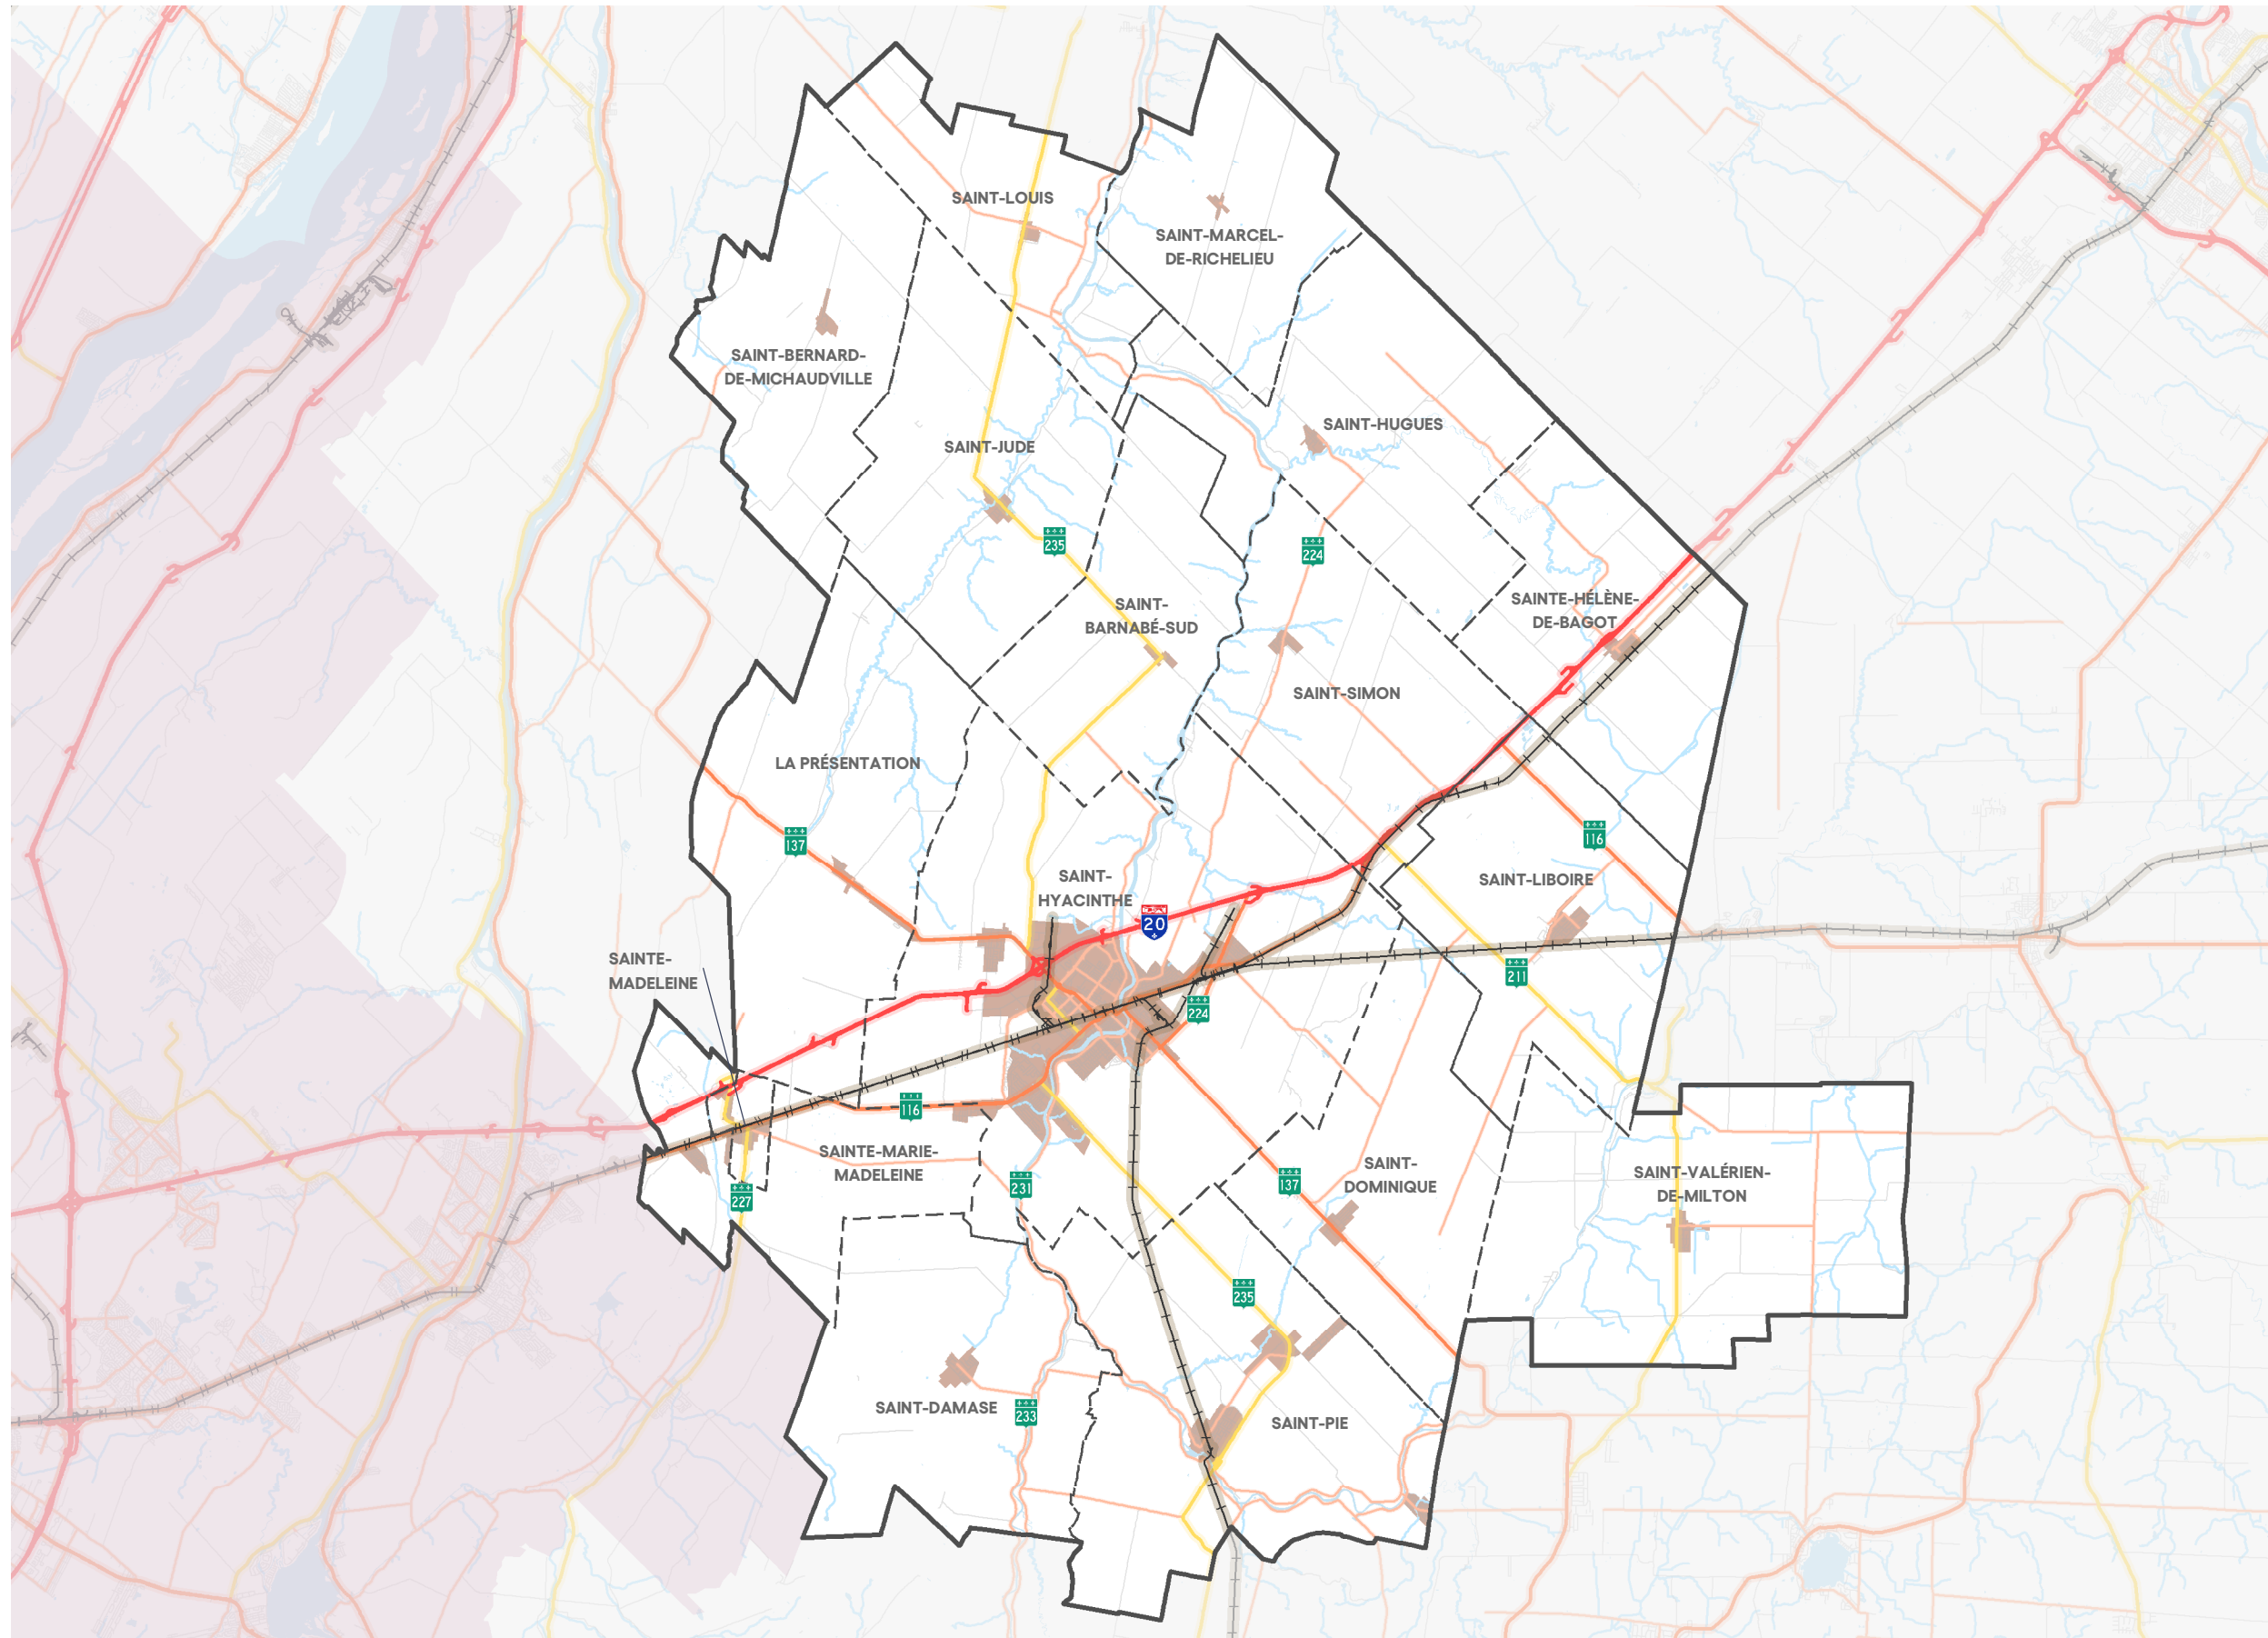 SAINT-LOUIS
SAINT-MARCEL-
DE-RICHELIEU
SAINT-BERNARD-
DE-MICHAUDVILLE
SAINT-HUGUES
SAINT-JUDE
235
224
SAINT-
BARNABÉ-SUD
SAINTE-HÉLÈNE-
DE-BAGOT
SAINT-SIMON
LA PRÉSENTATION
137
116
SAINT-
HYACINTHE
SAINT-LIBOIRE
20
SAINTE-
MADELEINE
211
224
116
SAINTE-MARIE-
MADELEINE
SAINT-
DOMINIQUE
SAINT-VALÉRIEN-
DE-MILTON
231
137
227
235
SAINT-DAMASE
233
SAINT-PIE